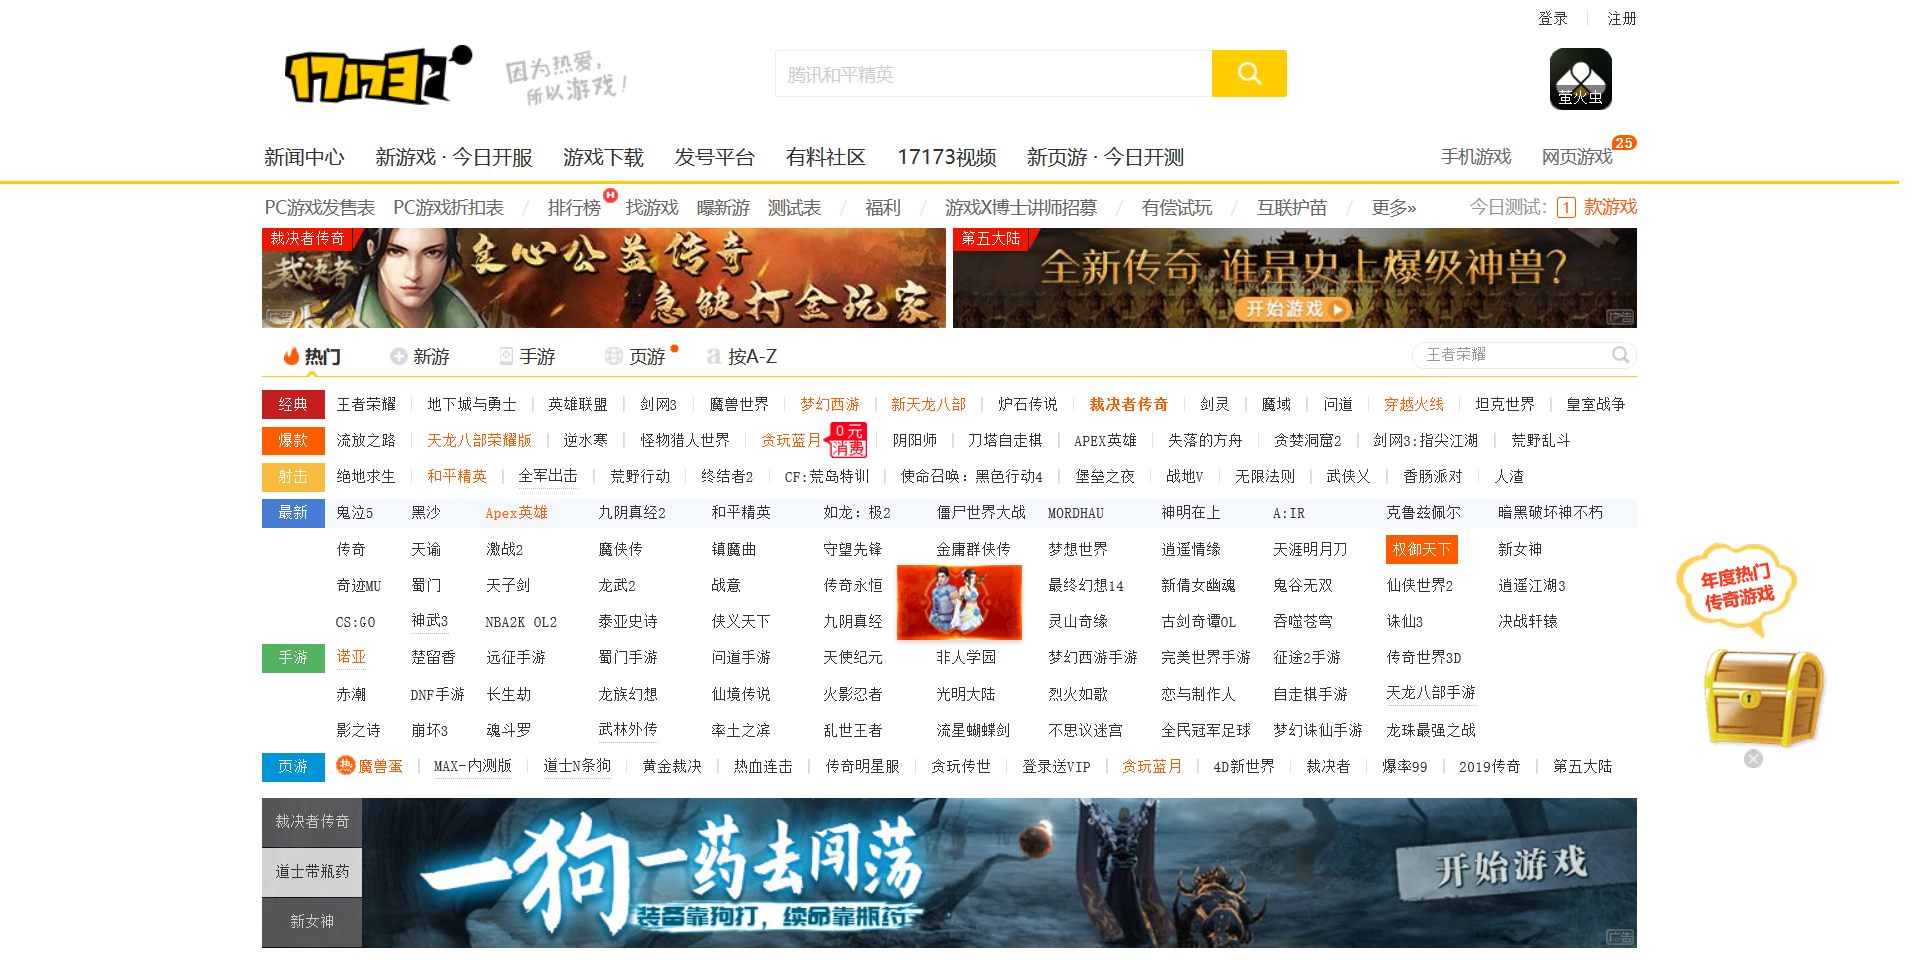 登录 注册
17173
因为热爱,
所以游戏!
腾讯和平精英
萤火虫
新闻中心 新游戏 · 今日开服 游戏下载 发号平台 有料社区 17173视频 新页游 · 今日开测 手机游戏 网页游戏 25
PC游戏发售表 PC游戏折扣表 / 排行榜 H 找游戏 曝新游 测试表 / 福利 / 游戏X博士讲师招募 / 有偿试玩 / 互联护苗 / 更多» 今日测试: 1 款游戏
裁决者传奇
裁决者
良心公益传奇
急缺打金玩家
广告
第五大陆
全新传奇 谁是史上爆级神兽?
开始游戏
广告
热门 新游 手游 页游 a 按A-Z 王者荣耀
经典 王者荣耀 | 地下城与勇士 | 英雄联盟 | 剑网3 | 魔兽世界 | 梦幻西游 | 新天龙八部 | 炉石传说 | 裁决者传奇 | 剑灵 | 魔域 | 问道 | 穿越火线 | 坦克世界 | 皇室战争
爆款 流放之路 | 天龙八部荣耀版 | 逆水寒 | 怪物猎人世界 | 贪玩蓝月 0元消费 | 阴阳师 | 刀塔自走棋 | APEX英雄 | 失落的方舟 | 贪婪洞窟2 | 剑网3:指尖江湖 | 荒野乱斗
射击 绝地求生 | 和平精英 | 全军出击 | 荒野行动 | 终结者2 | CF:荒岛特训 | 使命召唤: 黑色行动4 | 堡垒之夜 | 战地V | 无限法则 | 武侠乂 | 香肠派对 | 人渣
最新 鬼泣5 黑沙 Apex英雄 九阴真经2 和平精英 如龙: 极2 僵尸世界大战 MORDHAU 神明在上 A:IR 克鲁兹佩尔 暗黑破坏神不朽
传奇 天谕 激战2 魔侠传 镇魔曲 守望先锋 金庸群侠传 梦想世界 逍遥情缘 天涯明月刀 权御天下 新女神
奇迹MU 蜀门 天子剑 龙武2 战意 传奇永恒 最终幻想14 新倩女幽魂 鬼谷无双 仙侠世界2 逍遥江湖3
CS:GO 神武3 NBA2K OL2 泰亚史诗 侠义天下 九阴真经 灵山奇缘 古剑奇谭OL 吞噬苍穹 诛仙3 决战轩辕
手游 诺亚 楚留香 远征手游 蜀门手游 问道手游 天使纪元 非人学园 梦幻西游手游 完美世界手游 征途2手游 传奇世界3D
赤潮 DNF手游 长生劫 龙族幻想 仙境传说 火影忍者 光明大陆 烈火如歌 恋与制作人 自走棋手游 天龙八部手游
影之诗 崩坏3 魂斗罗 武林外传 率土之滨 乱世王者 流星蝴蝶剑 不思议迷宫 全民冠军足球 梦幻诛仙手游 龙珠最强之战
页游 热 魔兽蛋 | MAX-内测版 | 道士N条狗 | 黄金裁决 | 热血连击 | 传奇明星服 | 贪玩传世 | 登录送VIP | 贪玩蓝月 | 4D新世界 | 裁决者 | 爆率99 | 2019传奇 | 第五大陆
年度热门
传奇游戏
裁决者传奇
道士带瓶药
新女神
一狗一药去闯荡
装备靠狗打，续命靠瓶药
开始游戏
广告